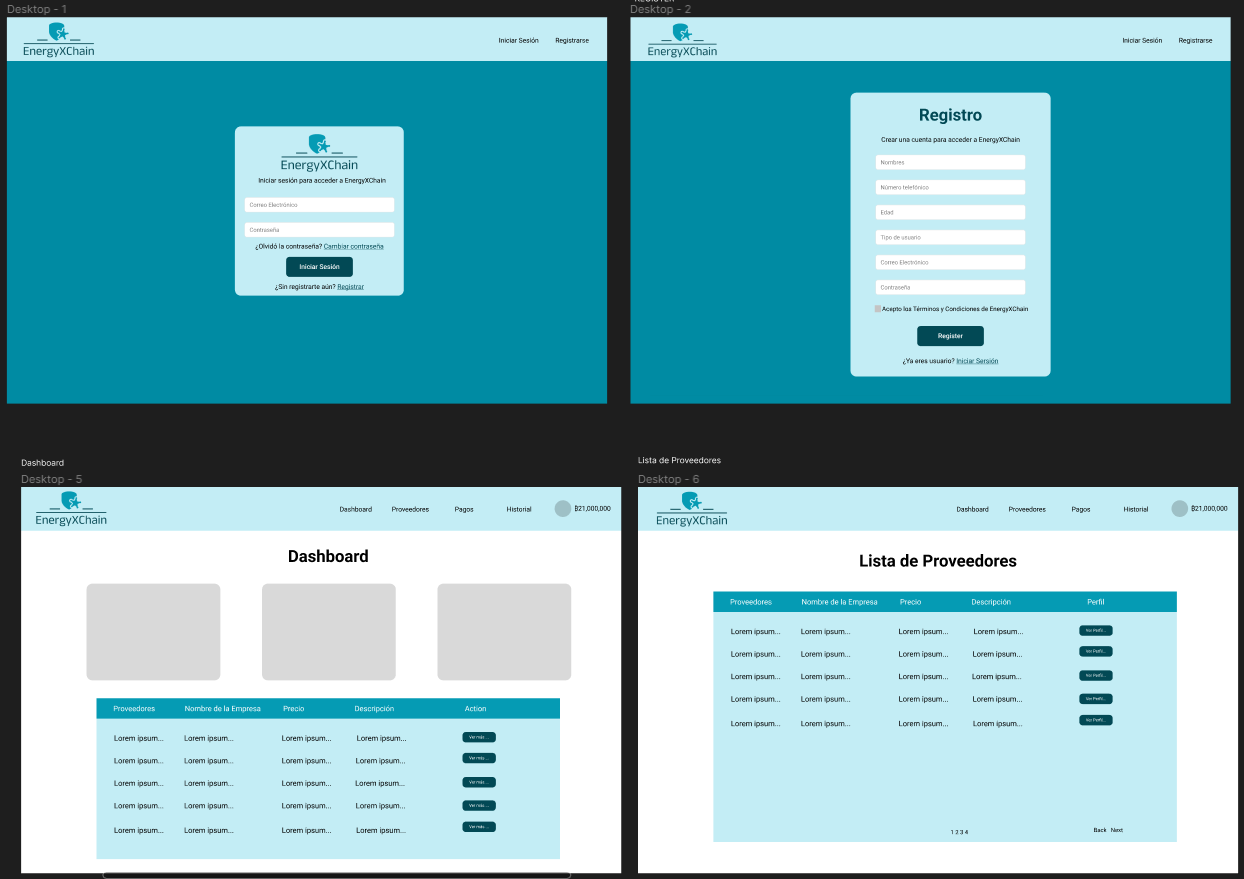 Desktop - 1
EnergyXChain
Iniciar Sesión
Registrarse
EnergyXChain
Iniciar sesión para acceder a EnergyXChain
Correo Electrónico
Contraseña
¿Olvidó la contraseña? Cambiar contraseña
Iniciar Sesión
¿Sin registrarte aún? Registrar
REGISTER
Desktop - 2
EnergyXChain
Iniciar Sesión
Registrarse
Registro
Crear una cuenta para acceder a EnergyXChain
Nombres
Número teletónico
Edad
Tipo de usuario
Correo Electrónico
Contraseña
Acepto los Términos y Condiciones de EnergyXChain
Register
¿Ya eres usuario? Iniciar Sersión
Dashboard
Desktop - 5
EnergyXChain
Dashboard
Proveedores
Pagos
Historial
₿21,000,000
Dashboard
Proveedores Nombre de la Empresa Precio Descripción Action
Lorem ipsum... Lorem ipsum... Lorem ipsum... Lorem ipsum... Ver más ...
Lorem ipsum... Lorem ipsum... Lorem ipsum... Lorem ipsum... Ver más ...
Lorem ipsum... Lorem ipsum... Lorem ipsum... Lorem ipsum... Ver más ...
Lorem ipsum... Lorem ipsum... Lorem ipsum... Lorem ipsum... Ver más ...
Lorem ipsum... Lorem ipsum... Lorem ipsum... Lorem ipsum... Ver más ...
Lista de Proveedores
Desktop - 6
EnergyXChain
Dashboard
Proveedores
Pagos
Historial
₿21,000,000
Lista de Proveedores
Proveedores Nombre de la Empresa Precio Descripción Perfil
Lorem ipsum... Lorem ipsum... Lorem ipsum... Lorem ipsum... Ver Perfil...
Lorem ipsum... Lorem ipsum... Lorem ipsum... Lorem ipsum... Ver Perfil...
Lorem ipsum... Lorem ipsum... Lorem ipsum... Lorem ipsum... Ver Perfil...
Lorem ipsum... Lorem ipsum... Lorem ipsum... Lorem ipsum... Ver Perfil...
Lorem ipsum... Lorem ipsum... Lorem ipsum... Lorem ipsum... Ver Perfil...
1 2 3 4
Back Next